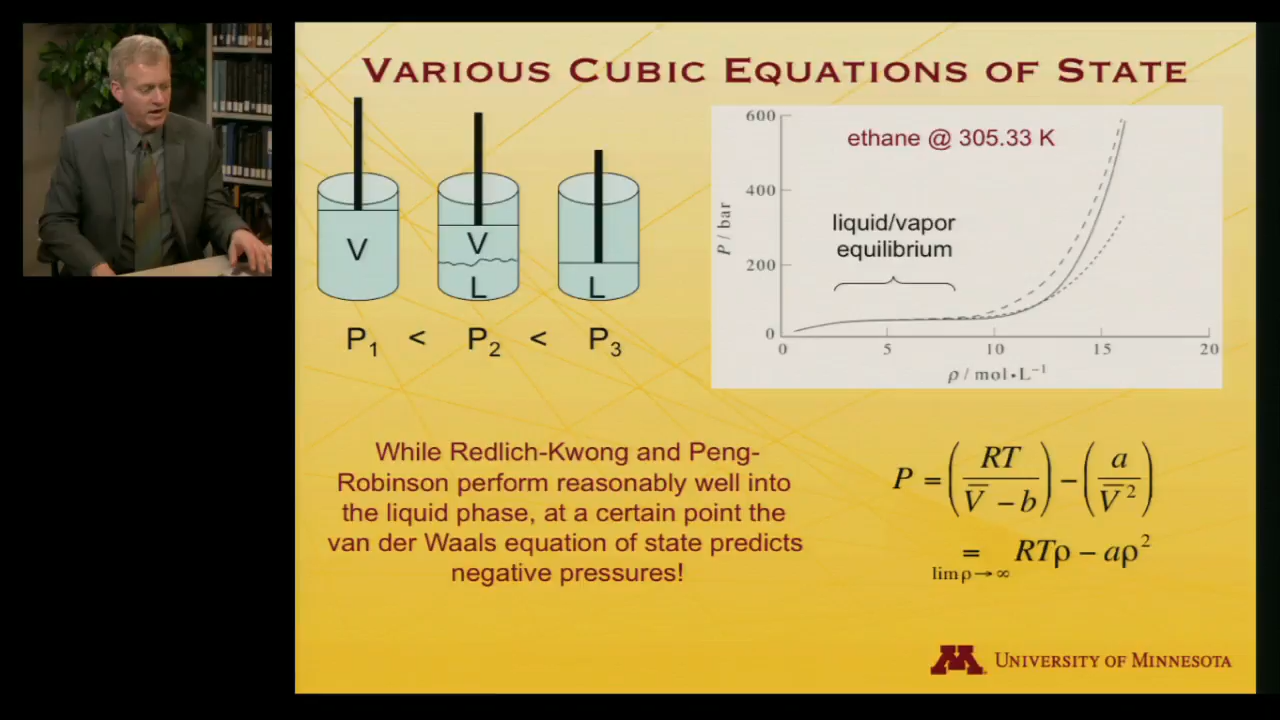 VARIOUS CUBIC EQUATIONS OF STATE
V
V
L
L
P1 < P2 < P3
600
400
200
0
P / bar
ethane @ 305.33 K
liquid/vapor
equilibrium
0 5 10 15 20
ρ / mol•L⁻¹
While Redlich-Kwong and Peng-
Robinson perform reasonably well into
the liquid phase, at a certain point the
van der Waals equation of state predicts
negative pressures!
P = (RT / (V̅ − b)) − (a / V̅²)
= RTρ − aρ²
lim ρ→∞
M UNIVERSITY OF MINNESOTA